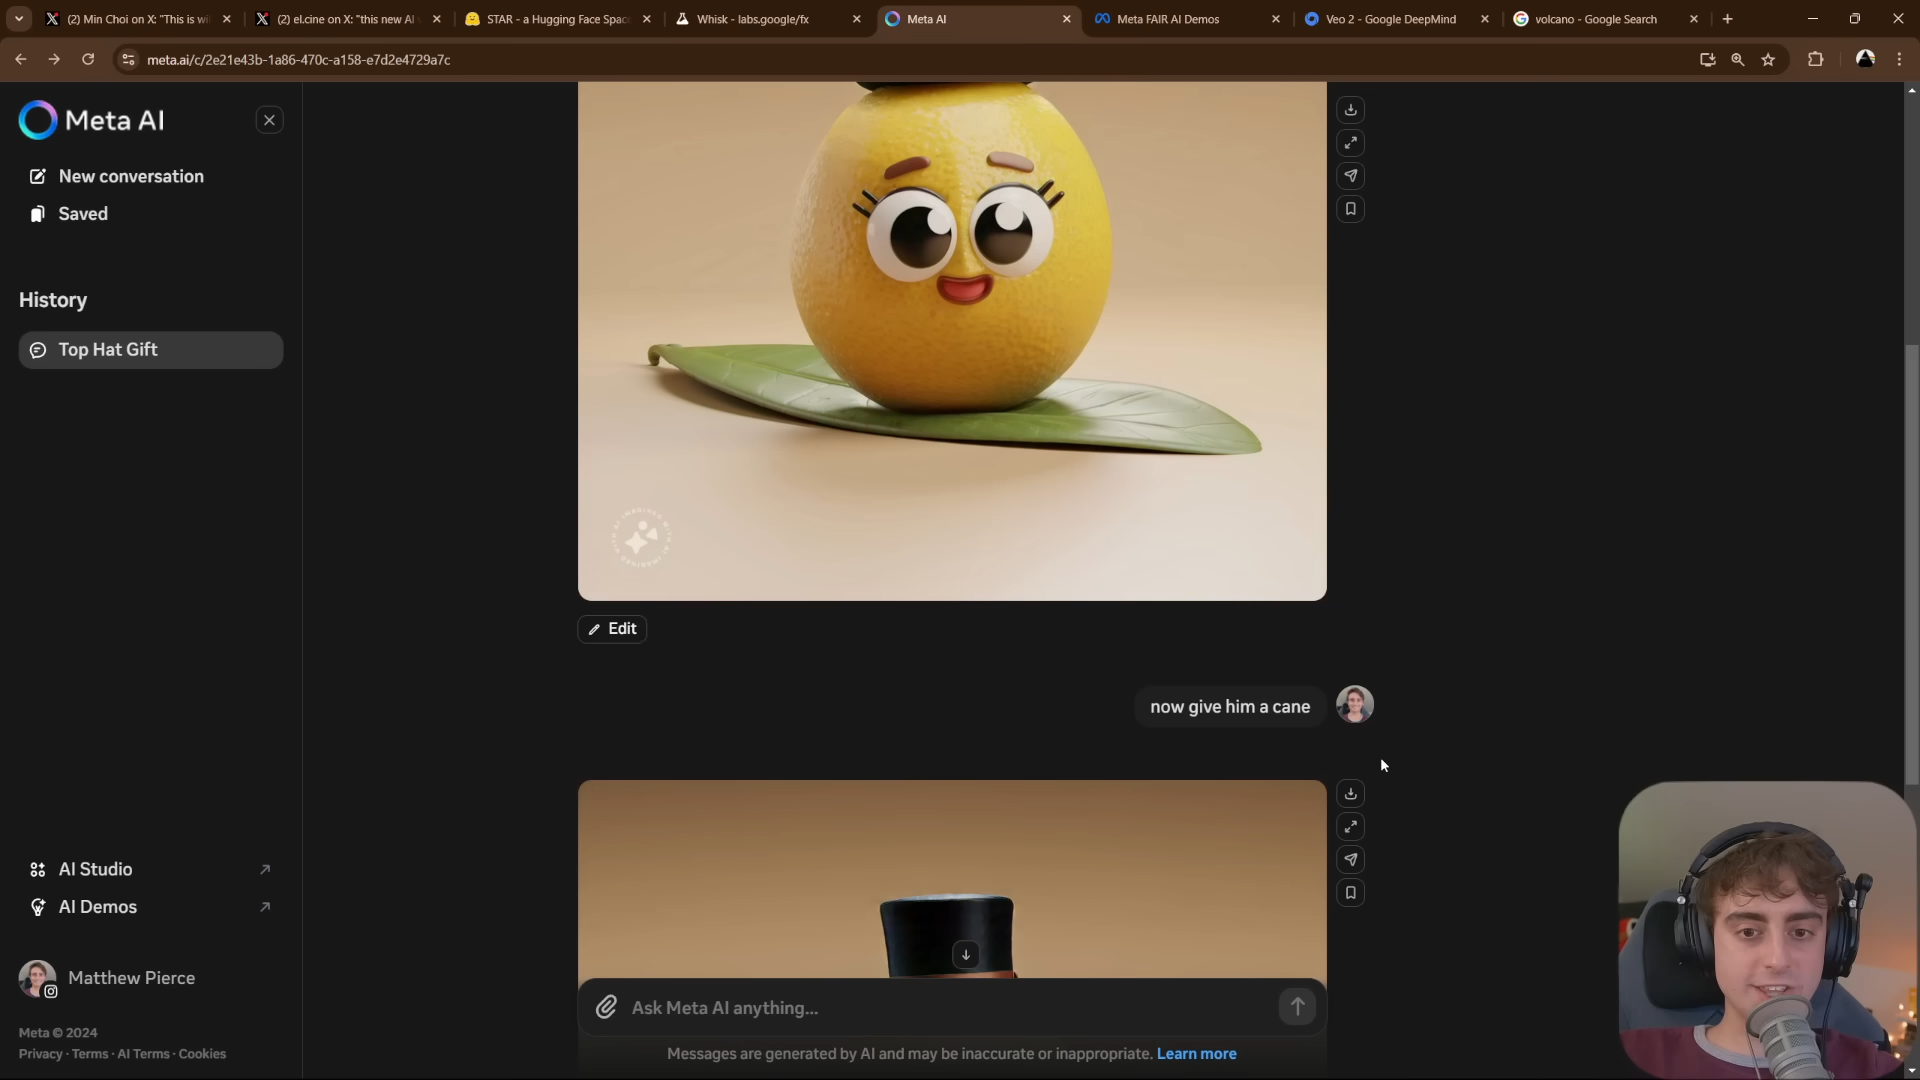 (2) Min Choi on X: "This is wi
(2) el.cine on X: "this new AI
STAR - a Hugging Face Spac
Whisk - labs.google/fx
Meta AI
Meta FAIR AI Demos
Veo 2 - Google DeepMind
volcano - Google Search
meta.ai/c/2e21e43b-1a86-470c-a158-e7d2e4729a7c
Meta AI
New conversation
Saved
History
Top Hat Gift
Edit
now give him a cane
AI Studio
AI Demos
Matthew Pierce
Ask Meta AI anything...
Meta © 2024
Privacy · Terms · AI Terms · Cookies
Messages are generated by AI and may be inaccurate or inappropriate. Learn more